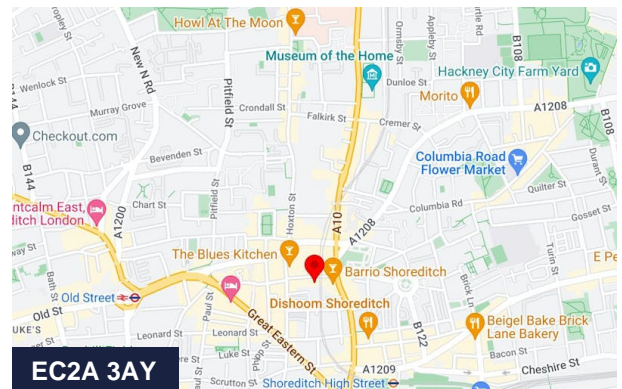 Howl At The Moon
Appleby
Ormsby St
B108
Museum of the Home
Hackney City Farm Yard
New N Rd
Wenlock St
Pitfield St
Dunloe St
Morito
A1208
Murray Grove
Crondall St
Falkirk St
Cremer St
B108
Checkout.com
Bevenden St
Columbia Road
Flower Market
Durant St
B144
Quilter St
Gosset St
ditch London
A1200
Chart St
Pitfield St
Hoxton St
A10
A1208
Turin St
The Blues Kitchen
Barrio Shoreditch
Brick Ln
Bath St
Old Street
Paul St
Dishoom Shoreditch
Old St
Leonard St
Great Eastern St
B122
Beigel Bake Brick
Lane Bakery
Leonard St
Luke St
Bacon St
EC2A 3AY
Scrutton St
A1209
Cheshire St
Shoreditch High Street